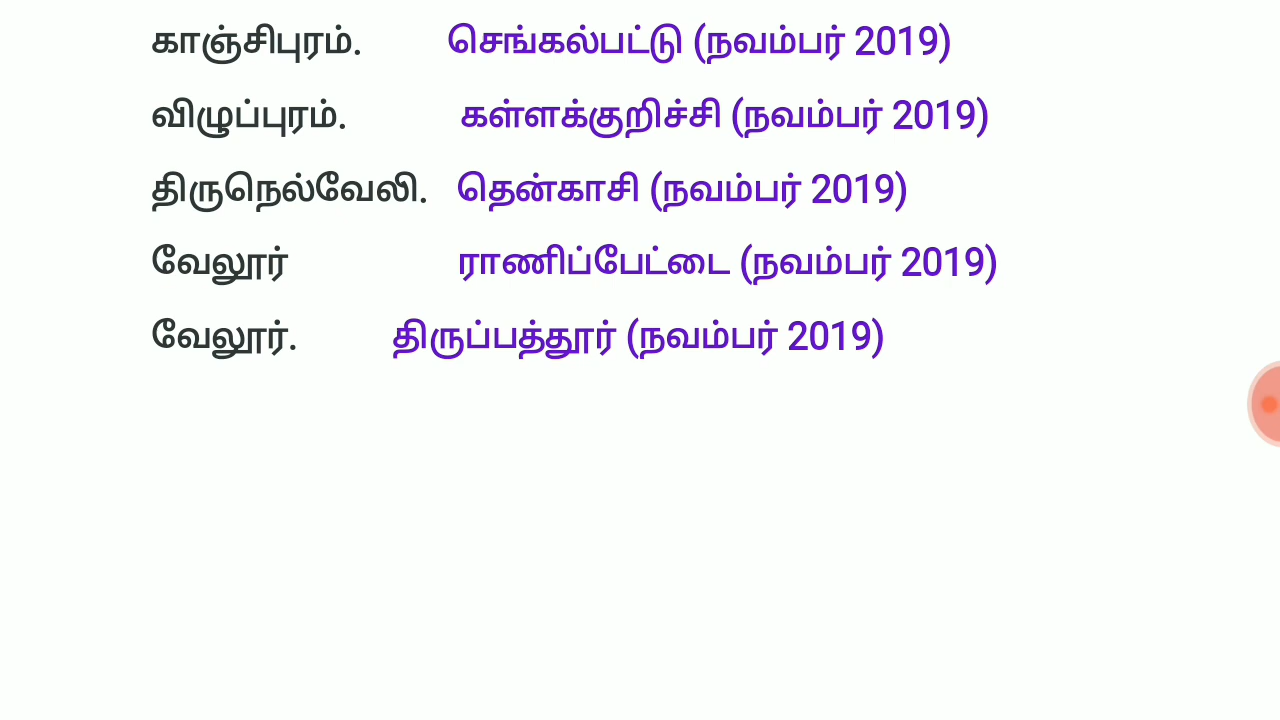 காஞ்சிபுரம். செங்கல்பட்டு (நவம்பர் 2019)
விழுப்புரம். கள்ளக்குறிச்சி (நவம்பர் 2019)
திருநெல்வேலி. தென்காசி (நவம்பர் 2019)
வேலூர் ராணிப்பேட்டை (நவம்பர் 2019)
வேலூர். திருப்பத்தூர் (நவம்பர் 2019)